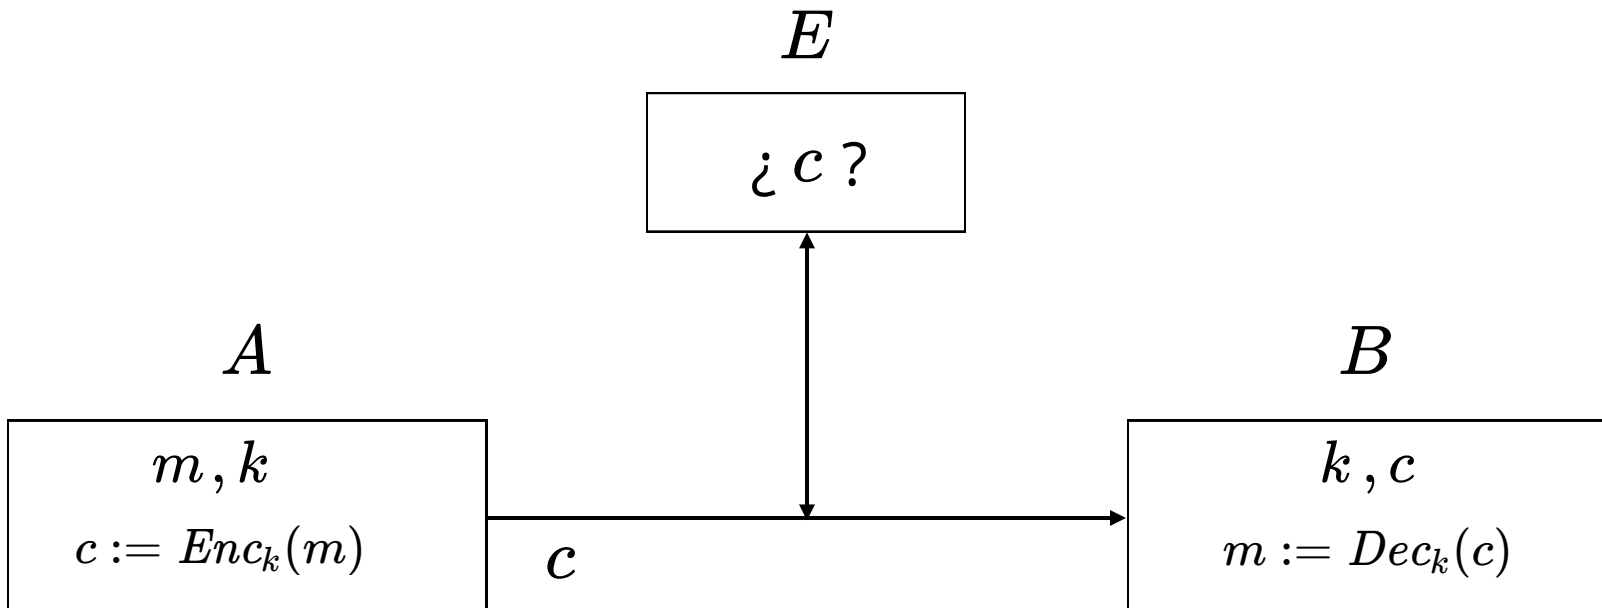 E
¿ c ?
A
B
m, k
k, c
c := Enc_k(m)
c
m := Dec_k(c)